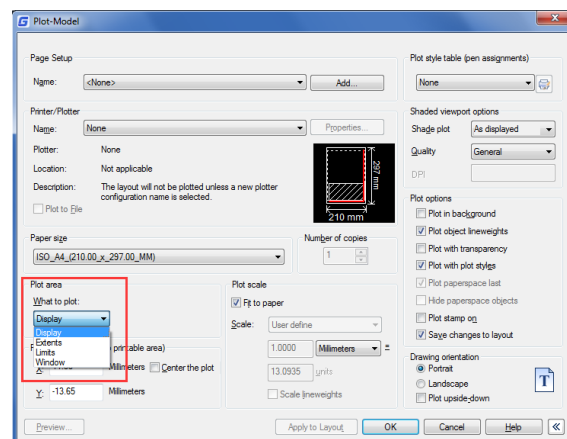 Plot-Model
Page Setup
Name: <None> Add...
Printer/Plotter
Name: None Properties...
Plotter: None
Location: Not applicable
Description: The layout will not be plotted unless a new plotter
configuration name is selected.
Plot to File
297 mm
210 mm
Paper size
ISO_A4_(210.00_x_297.00_MM)
Number of copies
1
Plot area
What to plot:
Display
Display
Extents
Limits
Window
printable area)
X: Millimeters Center the plot
Y: -13.65 Millimeters
Plot scale
Fit to paper
Scale: User define
1.0000 Millimeters =
13.0935 units
Scale lineweights
Plot style table (pen assignments)
None
Shaded viewport options
Shade plot As displayed
Quality General
DPI
Plot options
Plot in background
Plot object lineweights
Plot with transparency
Plot with plot styles
Plot paperspace last
Hide paperspace objects
Plot stamp on
Save changes to layout
Drawing orientation
Portrait
Landscape
Plot upside-down
T
Preview... Apply to Layout OK Cancel Help